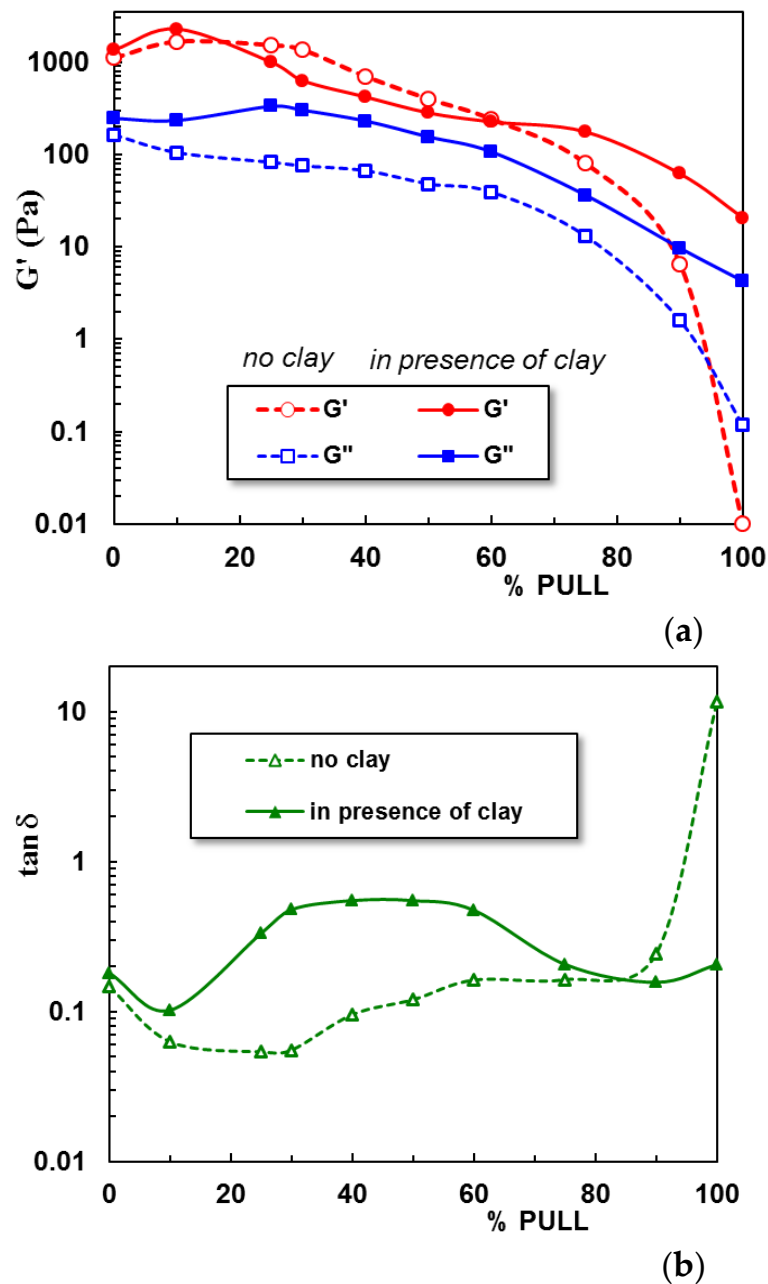 1000
100
10
1
0.1
0.01
G' (Pa)
no clay in presence of clay
G' G'
G'' G''
0 20 40 60 80 100
% PULL
(a)
10
1
0.1
0.01
tan δ
no clay
in presence of clay
0 20 40 60 80 100
% PULL
(b)